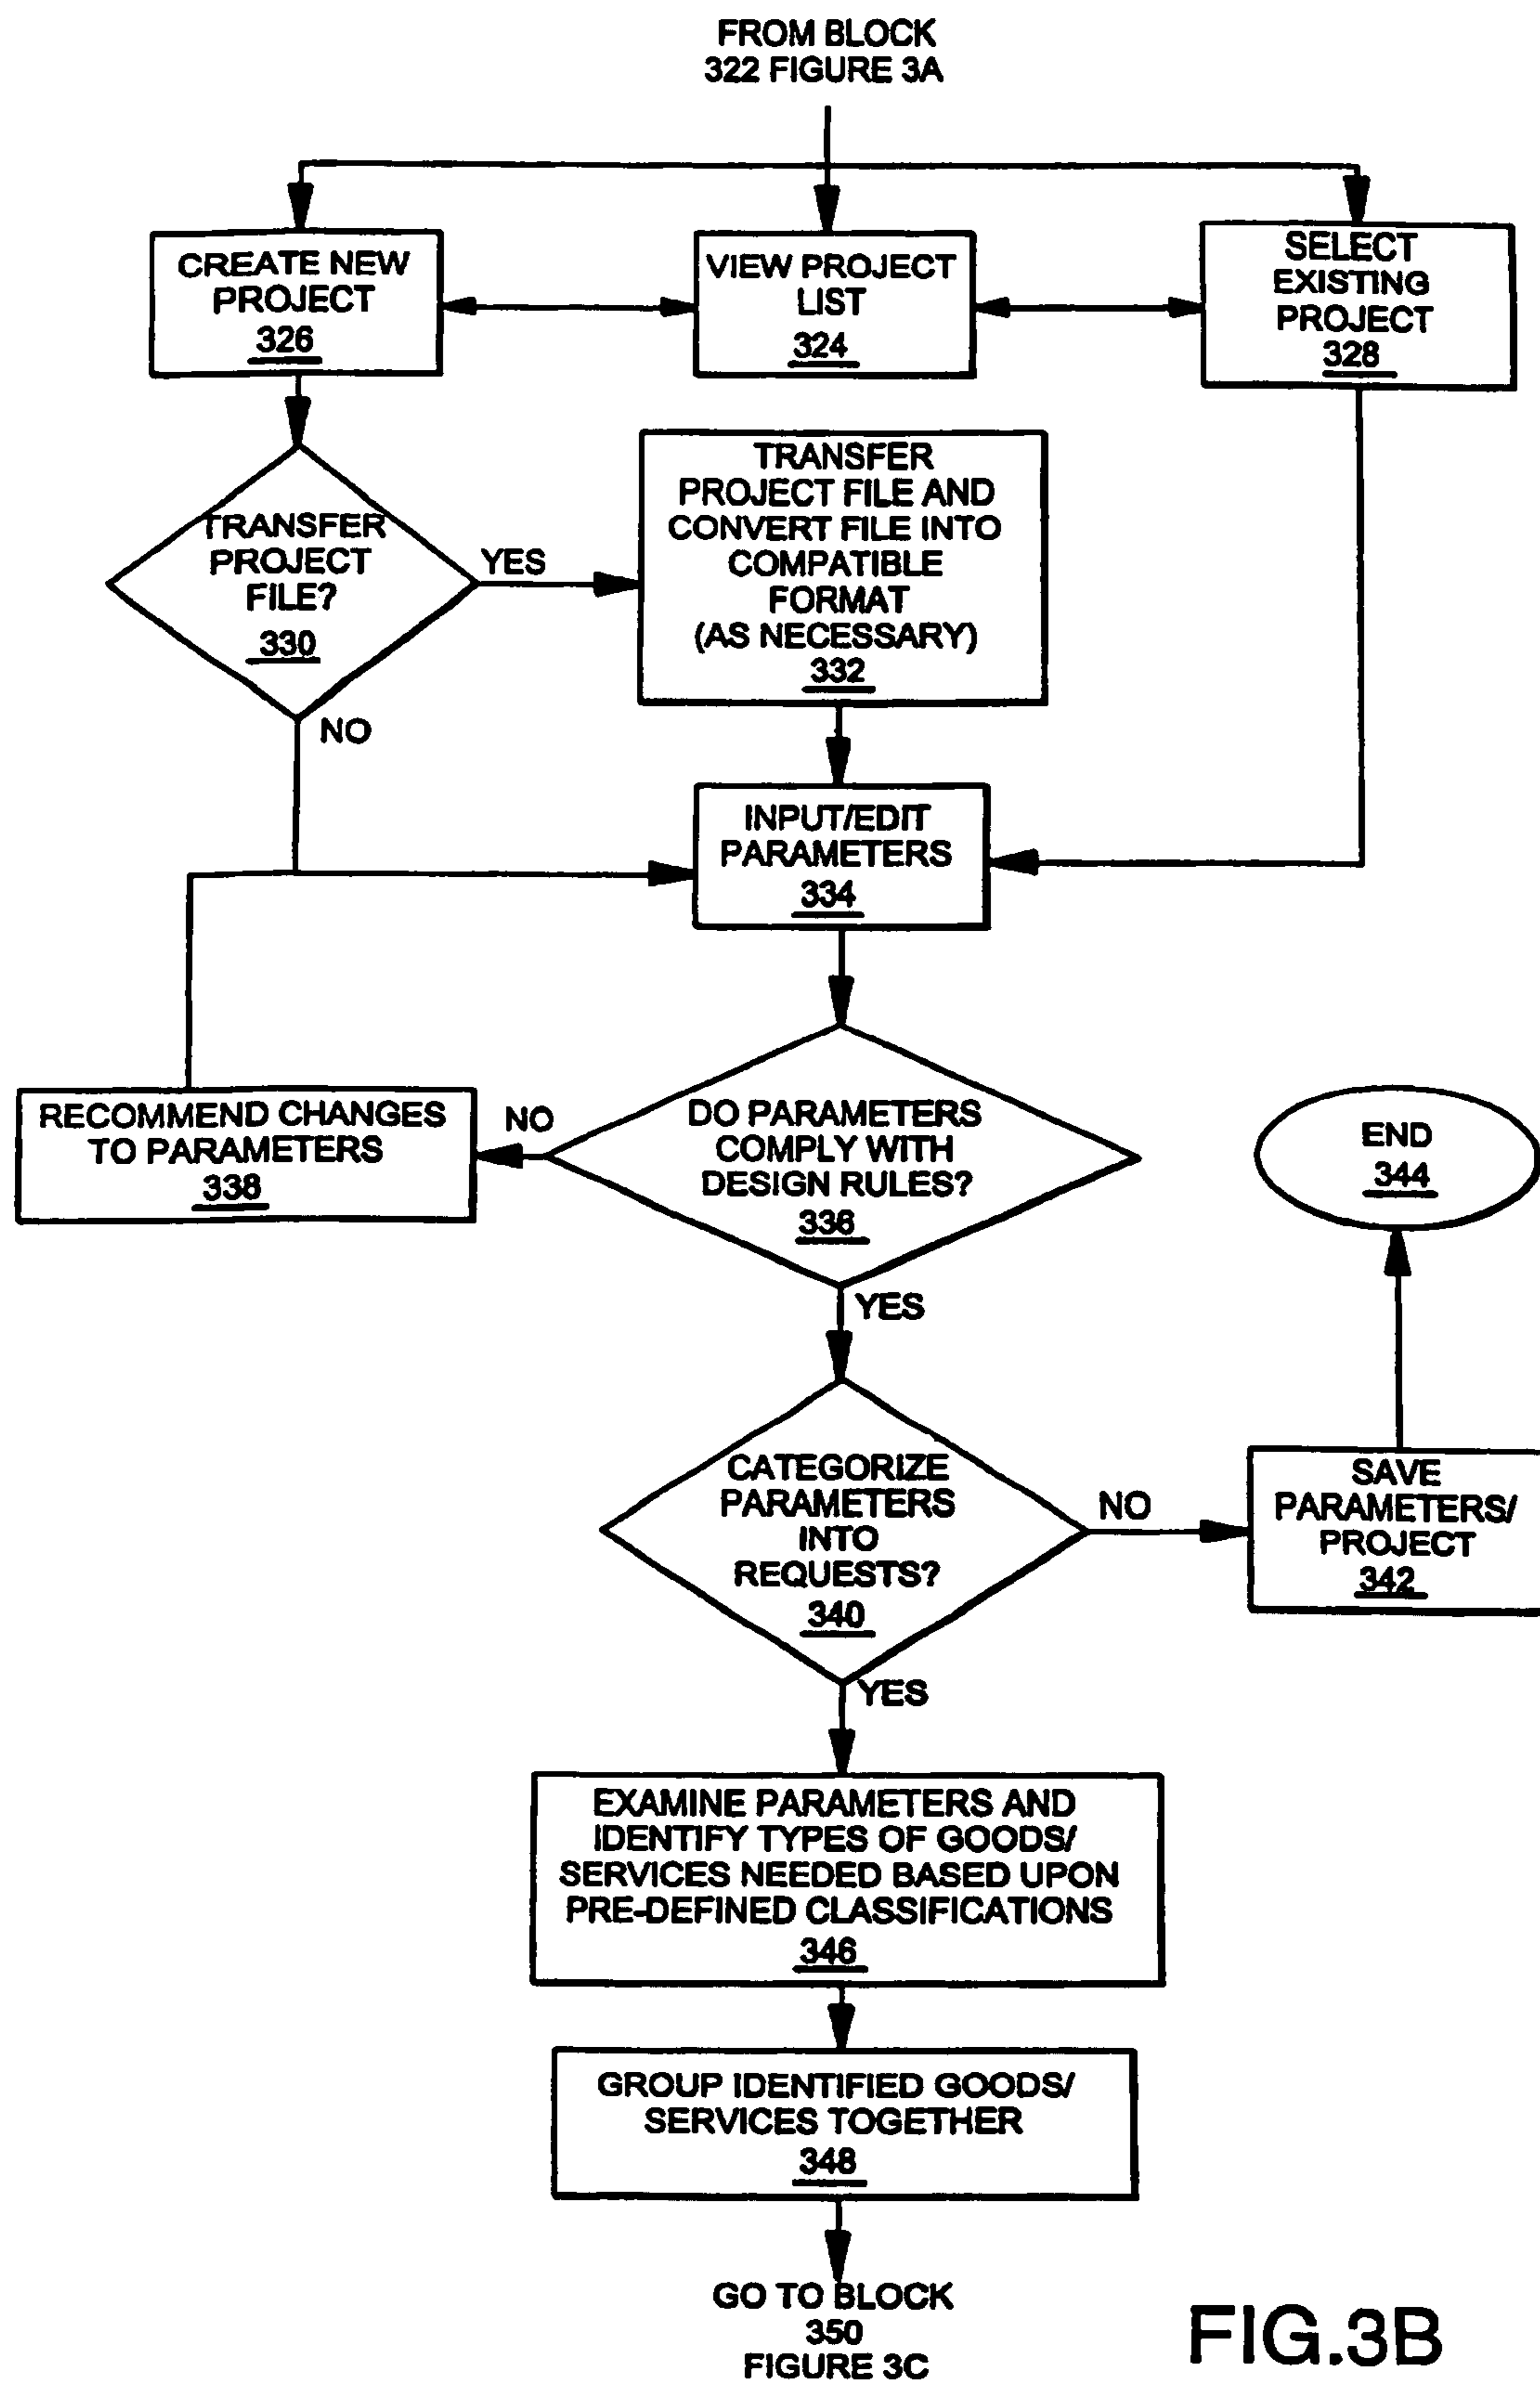 FROM BLOCK
322 FIGURE 3A
CREATE NEW
PROJECT
326
VIEW PROJECT
LIST
324
SELECT
EXISTING
PROJECT
328
TRANSFER
PROJECT
FILE?
330
YES
NO
TRANSFER
PROJECT FILE AND
CONVERT FILE INTO
COMPATIBLE
FORMAT
(AS NECESSARY)
332
INPUT/EDIT
PARAMETERS
334
RECOMMEND CHANGES
TO PARAMETERS
338
NO
DO PARAMETERS
COMPLY WITH
DESIGN RULES?
336
YES
END
344
CATEGORIZE
PARAMETERS
INTO
REQUESTS?
340
NO
YES
SAVE
PARAMETERS/
PROJECT
342
EXAMINE PARAMETERS AND
IDENTIFY TYPES OF GOODS/
SERVICES NEEDED BASED UPON
PRE-DEFINED CLASSIFICATIONS
346
GROUP IDENTIFIED GOODS/
SERVICES TOGETHER
348
GO TO BLOCK
350
FIGURE 3C
FIG.3B